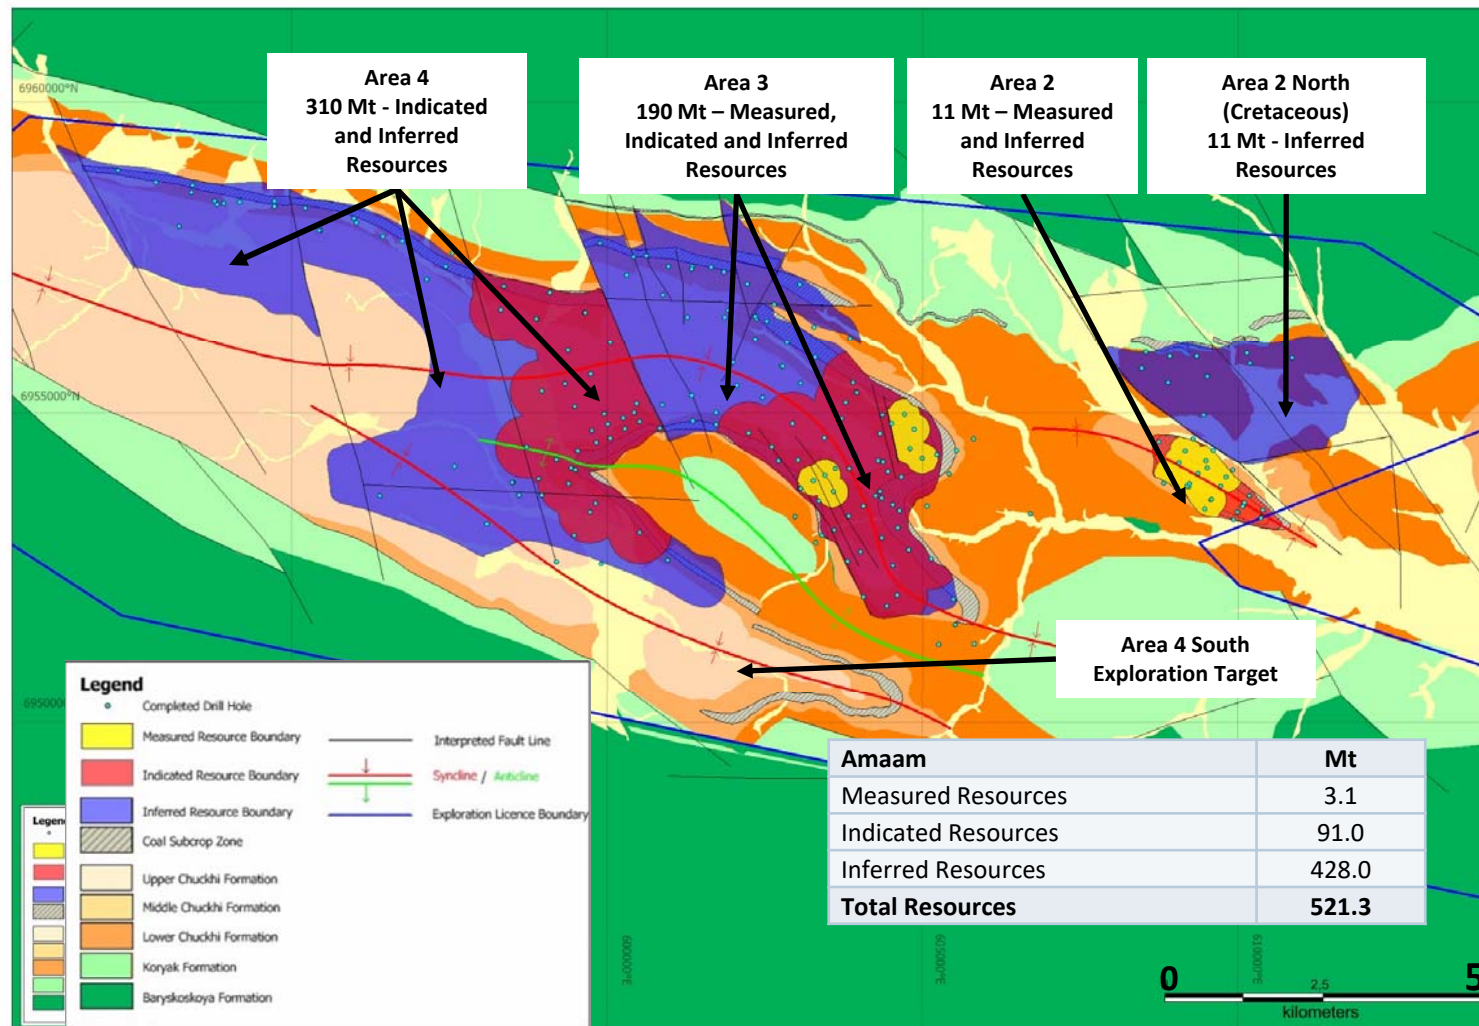 6960000°N
Area 4
310 Mt - Indicated
and Inferred
Resources
Area 3
190 Mt – Measured,
Indicated and Inferred
Resources
Area 2
11 Mt – Measured
and Inferred
Resources
Area 2 North
(Cretaceous)
11 Mt - Inferred
Resources
6955000°N
Area 4 South
Exploration Target
Legend
Completed Drill Hole
Measured Resource Boundary
Indicated Resource Boundary
Inferred Resource Boundary
Coal Subcrop Zone
Upper Chuckhi Formation
Middle Chuckhi Formation
Lower Chuckhi Formation
Koryak Formation
Baryskoskoya Formation
Interpreted Fault Line
Syncline / Anticline
Exploration Licence Boundary
Amaam Mt
Measured Resources 3.1
Indicated Resources 91.0
Inferred Resources 428.0
Total Resources 521.3
600000°E
605000°E
610000°E
0 2.5 5
kilometers